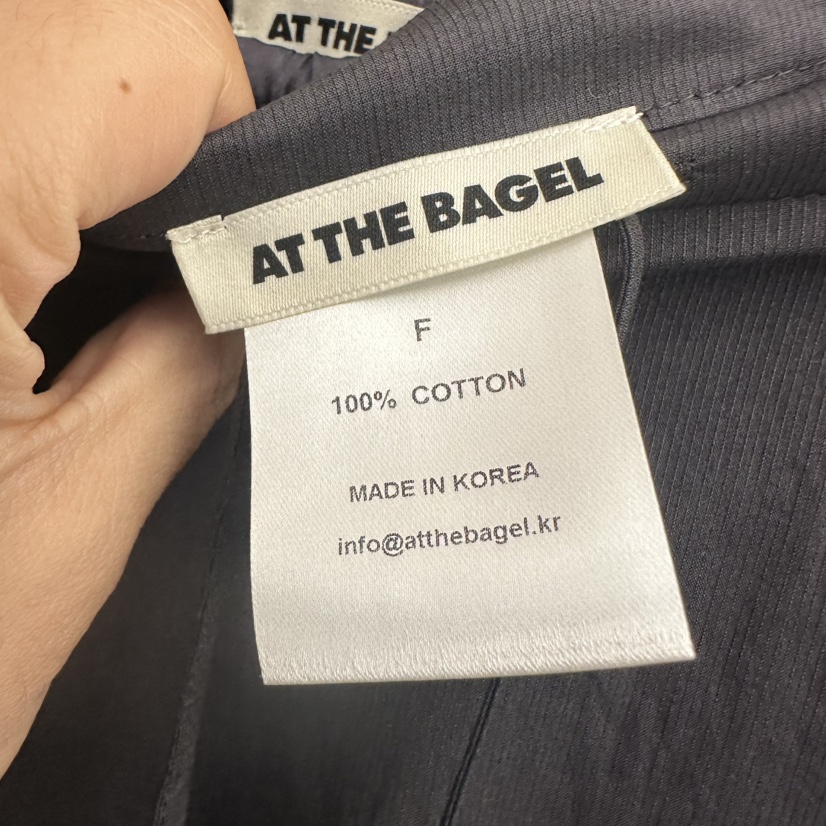 AT THE
AT THE BAGEL
F
100% COTTON
MADE IN KOREA
info@atthebagel.kr